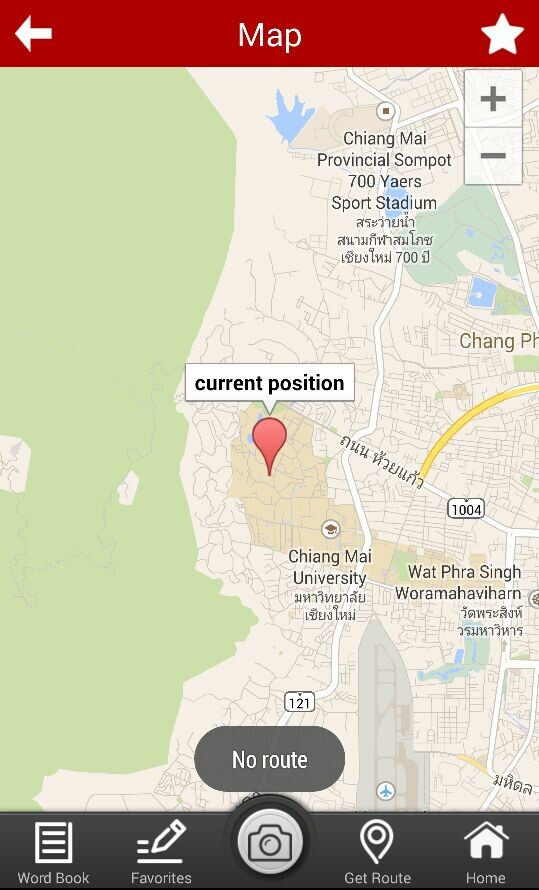 Map
Chiang Mai
Provincial Sompot
700 Yaers
Sport Stadium
สระว่ายน้ำ
สนามกีฬาสมโภช
เชียงใหม่ 700 ปี
current position
ถนน ห้วยแก้ว
1004
Chiang Mai
University
มหาวิทยาลัย
เชียงใหม่
Wat Phra Singh
Woramahaviharn
วัดพระสิงห์
วรมหาวิหาร
121
No route
มหิดล
Word Book
Favorites
Get Route
Home